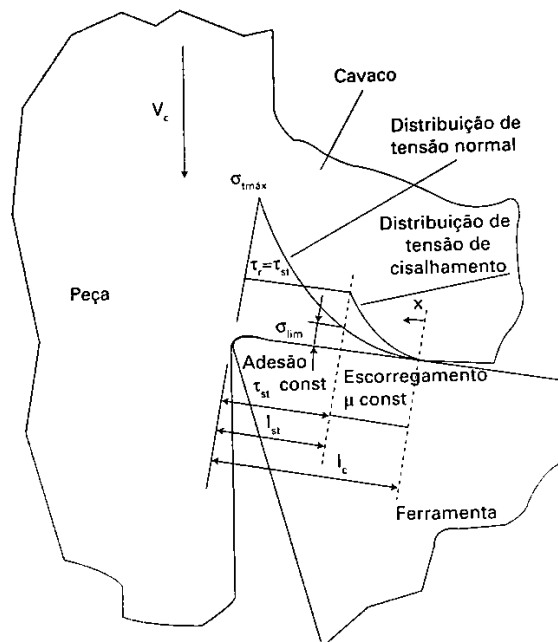 Cavaco
V_c
Distribuição de
tensão normal
σ_tmáx
Distribuição de
tensão de
cisalhamento
τ_r=τ_st
Peça
x
σ_lim
Adesão
τ_st const
Escorregamento
μ const
l_st
l_c
Ferramenta